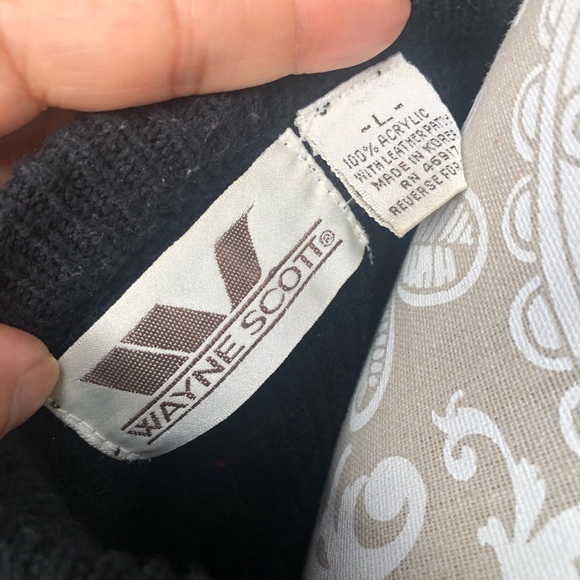 WAYNE SCOTT®
- L -
100% ACRYLIC
WITH LEATHER PATCH
MADE IN KOREA
RN 46917
REVERSE FOR